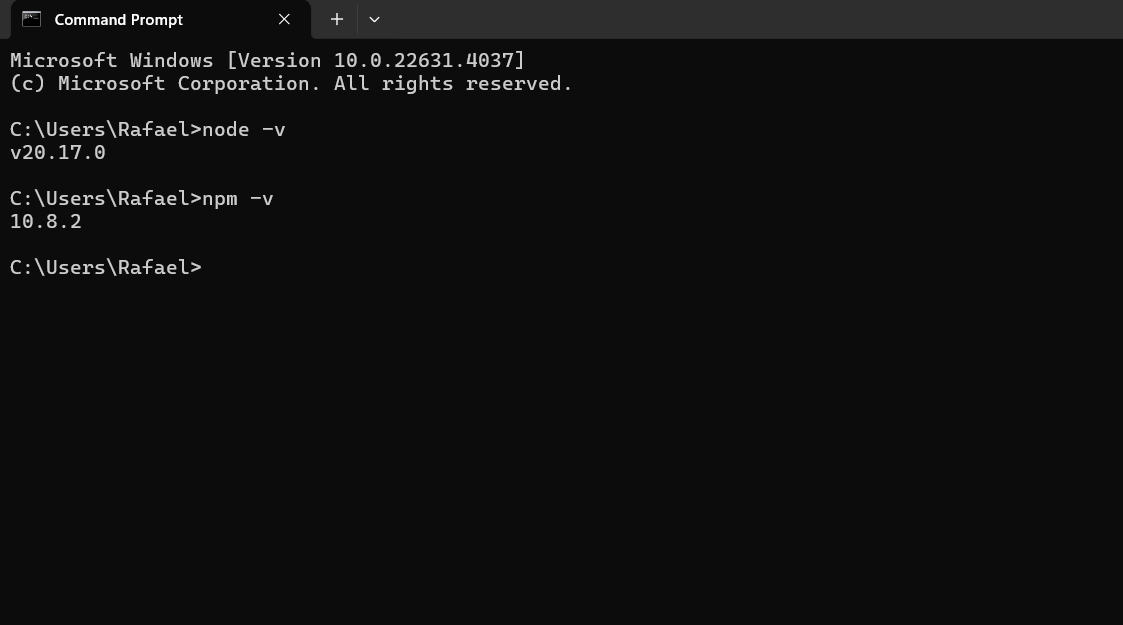 Command Prompt
Microsoft Windows [Version 10.0.22631.4037]
(c) Microsoft Corporation. All rights reserved.
C:\Users\Rafael>node -v
v20.17.0
C:\Users\Rafael>npm -v
10.8.2
C:\Users\Rafael>